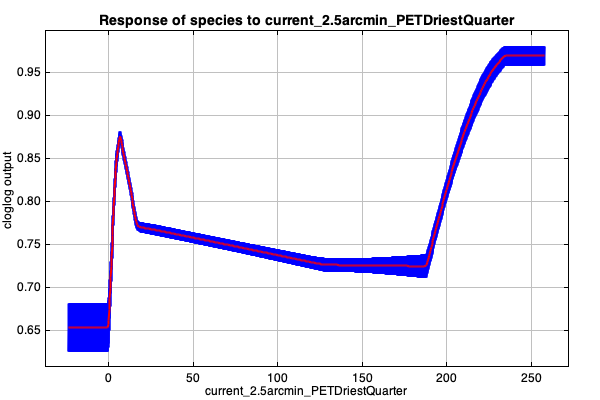 Response of species to current_2.5arcmin_PETDriestQuarter
cloglog output
0.95
0.90
0.85
0.80
0.75
0.70
0.65
0 50 100 150 200 250
current_2.5arcmin_PETDriestQuarter